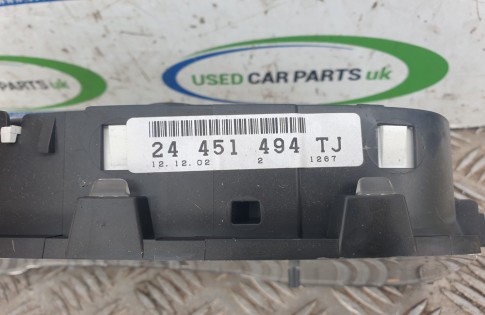 USED CAR PARTS uk
24 451 494 TJ
12.12.02 2 1267